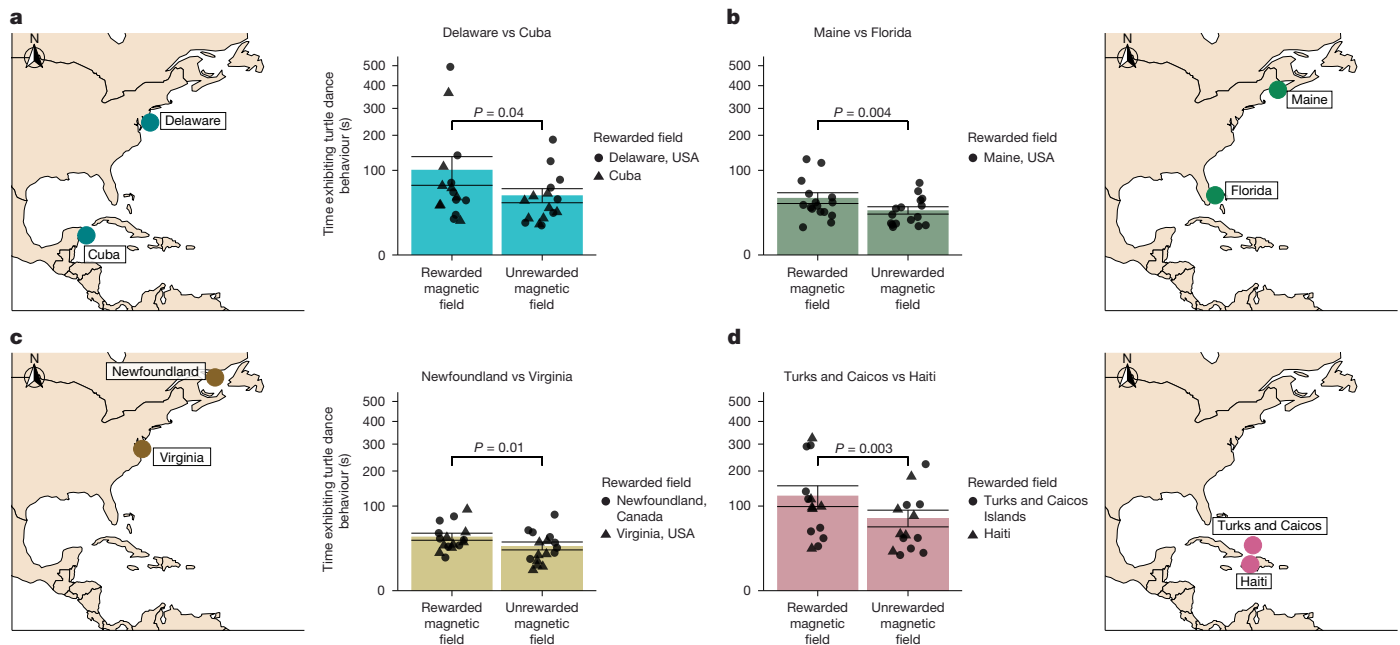 a
N
Delaware
Cuba
Delaware vs Cuba
Time exhibiting turtle dance
behaviour (s)
500
400
300
200
100
0
P = 0.04
Rewarded
magnetic
field
Unrewarded
magnetic
field
Rewarded field
Delaware, USA
Cuba
b
Maine vs Florida
500
400
300
200
100
0
P = 0.004
Rewarded
magnetic
field
Unrewarded
magnetic
field
Rewarded field
Maine, USA
N
Maine
Florida
c
N
Newfoundland
Virginia
Newfoundland vs Virginia
Time exhibiting turtle dance
behaviour (s)
500
400
300
200
100
0
P = 0.01
Rewarded
magnetic
field
Unrewarded
magnetic
field
Rewarded field
Newfoundland,
Canada
Virginia, USA
d
Turks and Caicos vs Haiti
500
400
300
200
100
0
P = 0.003
Rewarded
magnetic
field
Unrewarded
magnetic
field
Rewarded field
Turks and Caicos
Islands
Haiti
N
Turks and Caicos
Haiti